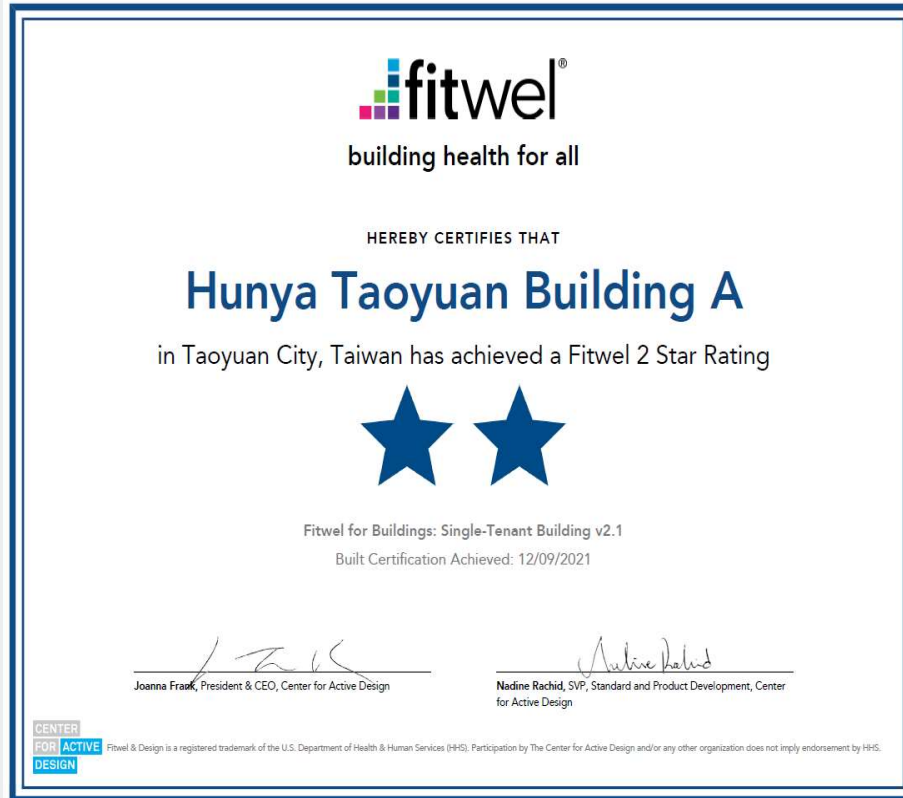 fitwel®
building health for all
HEREBY CERTIFIES THAT
Hunya Taoyuan Building A
in Taoyuan City, Taiwan has achieved a Fitwel 2 Star Rating
Fitwel for Buildings: Single-Tenant Building v2.1
Built Certification Achieved: 12/09/2021
Joanna Frank, President & CEO, Center for Active Design
Nadine Rachid, SVP, Standard and Product Development, Center
for Active Design
CENTER
FOR ACTIVE
DESIGN
Fitwel & Design is a registered trademark of the U.S. Department of Health & Human Services (HHS). Participation by The Center for Active Design and/or any other organization does not imply endorsement by HHS.